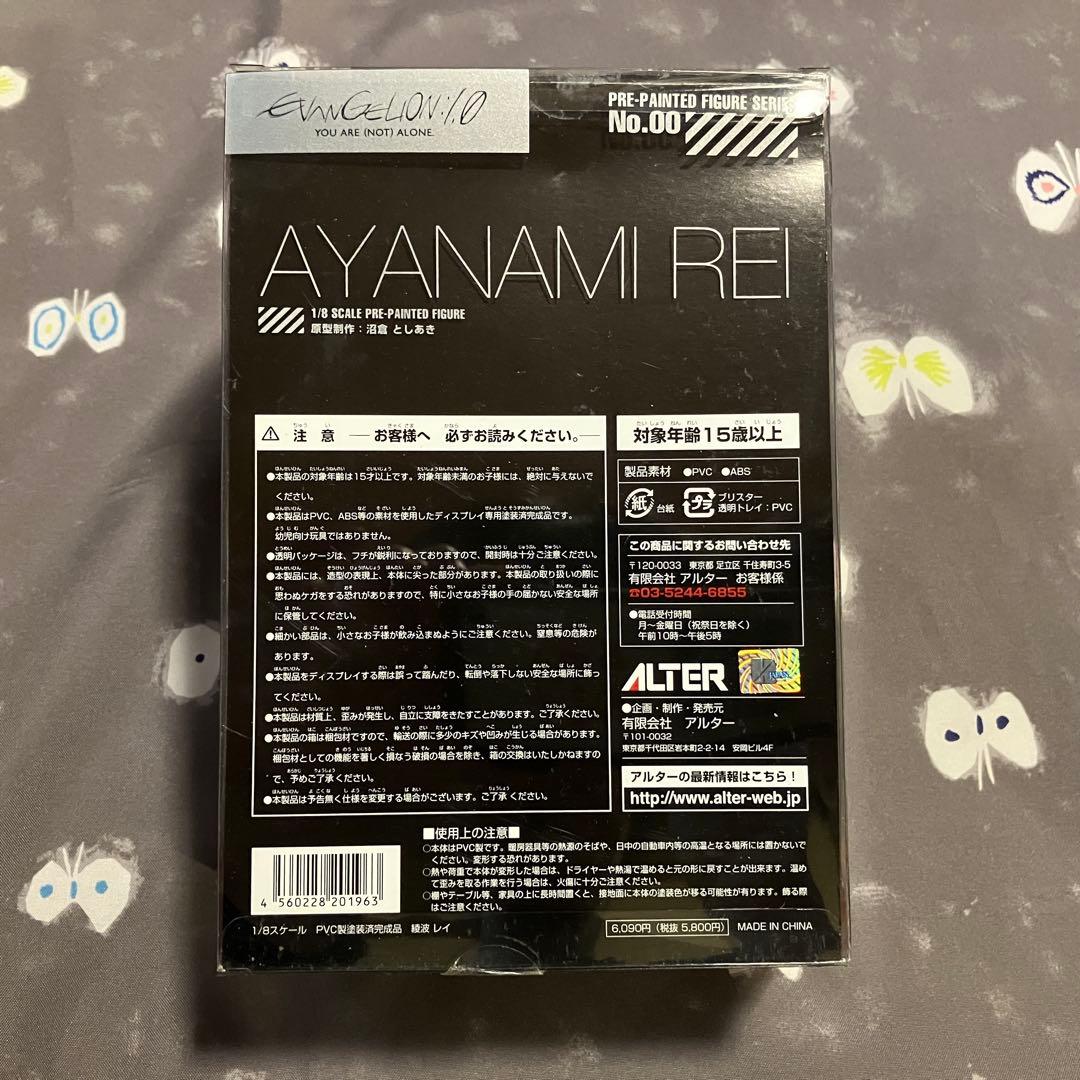 EVANGELION:1.0
YOU ARE (NOT) ALONE.
PRE-PAINTED FIGURE SERIES
No.00
AYANAMI REI
1/8 SCALE PRE-PAINTED FIGURE
原型制作：沼倉 としあき
⚠ 注 意 ―お客様へ 必ずお読みください。―
●本製品の対象年齢は15才以上です。対象年齢未満のお子様には、絶対に与えないで
ください。
●本製品はPVC、ABS等の素材を使用したディスプレイ専用塗装済完成品です。
幼児向け玩具ではありません。
●透明パッケージは、フチが鋭利になっておりますので、開封時は十分ご注意ください。
●本製品には、造型の表現上、本体に尖った部分があります。本製品の取り扱いの際に
思わぬケガをする恐れがありますので、特に小さなお子様の手の届かない安全な場所
に保管してください。
●細かい部品は、小さなお子様が飲み込まぬようにご注意ください。窒息等の危険が
あります。
●本製品をディスプレイする際は誤って踏んだり、転倒や落下しない安全な場所に飾っ
てください。
●本製品は材質上、歪みが発生し、自立に支障をきたすことがあります。ご了承ください。
●本製品の箱は梱包材ですので、輸送の際に多少のキズや凹みが生じる場合があります。
梱包材としての機能を著しく損なう破損の場合を除き、箱の交換はいたしかねますの
で、予めご了承ください。
●本製品は予告無く仕様を変更する場合がございます。ご了承ください。
対象年齢15歳以上
製品素材 ●PVC ●ABS
紙 台紙 プラ ブリスター
透明トレイ：PVC
この商品に関するお問い合わせ先
〒120-0033 東京都 足立区 千住寿町3-5
有限会社 アルター お客様係
☎03-5244-6855
●電話受付時間
月～金曜日（祝祭日を除く）
午前10時～午後5時
ALTER
JAPAN
●企画・制作・発売元
有限会社 アルター
〒101-0032
東京都千代田区岩本町2-2-14 安岡ビル4F
アルターの最新情報はこちら！
http://www.alter-web.jp
■使用上の注意■
○本体はPVC製です。暖房器具等の熱源のそばや、日中の自動車内等の高温となる場所には置かないで
ください。変形する恐れがあります。
○熱や荷重で本体が変形した場合は、ドライヤーや熱湯で温めると元の形に戻すことが出来ます。温め
て歪みを取る作業を行う場合は、火傷に十分ご注意ください。
○棚やテーブル等、家具の上に長時間置くと、接地面に本体の塗装色が移る可能性が有ります。飾る際
はご注意ください。
4 560228 201963
1/8スケール PVC製塗装済完成品 綾波 レイ
6,090円（税抜 5,800円）
MADE IN CHINA